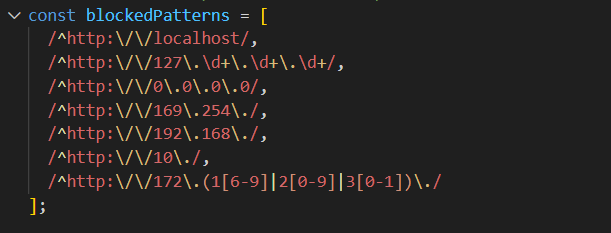 const blockedPatterns = [
/^http:\/\/localhost/,
/^http:\/\/127\.\d+\.\d+\.\d+/,
/^http:\/\/0\.0\.0\.0/,
/^http:\/\/169\.254\./,
/^http:\/\/192\.168\./,
/^http:\/\/10\./,
/^http:\/\/172\.(1[6-9]|2[0-9]|3[0-1])\./
];